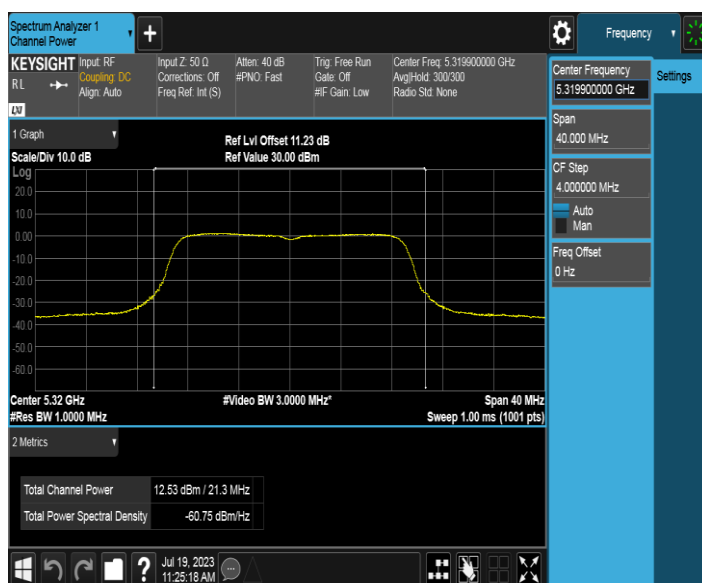 Spectrum Analyzer 1
Channel Power
Frequency
KEYSIGHT
RL
LXI
Input: RF
Coupling: DC
Align: Auto
Input Z: 50 Ω
Corrections: Off
Freq Ref: Int (S)
Atten: 40 dB
#PNO: Fast
Trig: Free Run
Gate: Off
#IF Gain: Low
Center Freq: 5.319900000 GHz
Avg|Hold: 300/300
Radio Std: None
Center Frequency
5.319900000 GHz
Settings
Span
40.000 MHz
CF Step
4.000000 MHz
Auto
Man
Freq Offset
0 Hz
1 Graph
Scale/Div 10.0 dB
Ref Lvl Offset 11.23 dB
Ref Value 30.00 dBm
Log
20.0
10.0
0.00
-10.0
-20.0
-30.0
-40.0
-50.0
-60.0
Center 5.32 GHz
#Video BW 3.0000 MHz*
Span 40 MHz
#Res BW 1.0000 MHz
Sweep 1.00 ms (1001 pts)
2 Metrics
Total Channel Power 12.53 dBm / 21.3 MHz
Total Power Spectral Density -60.75 dBm/Hz
?
Jul 19, 2023
11:25:18 AM